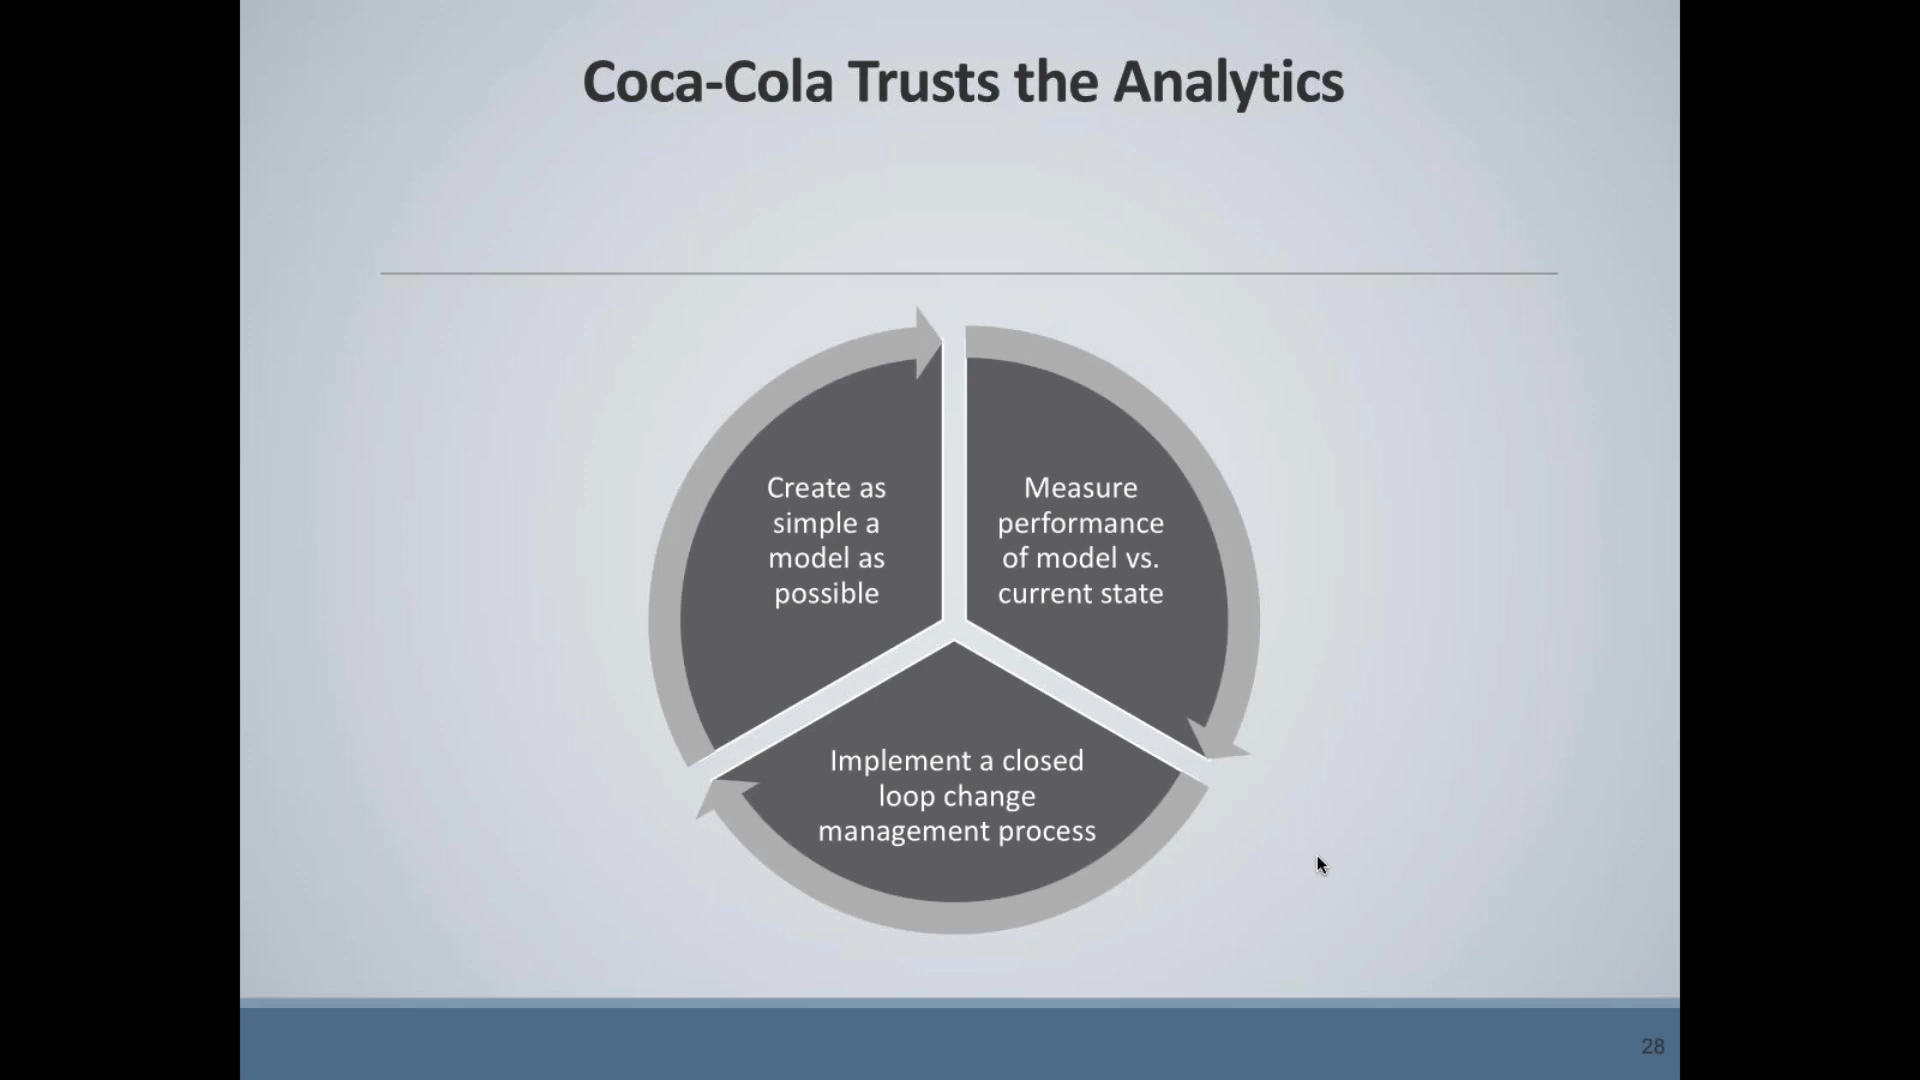 Coca-Cola Trusts the Analytics
Create as
simple a
model as
possible
Measure
performance
of model vs.
current state
Implement a closed
loop change
management process
28